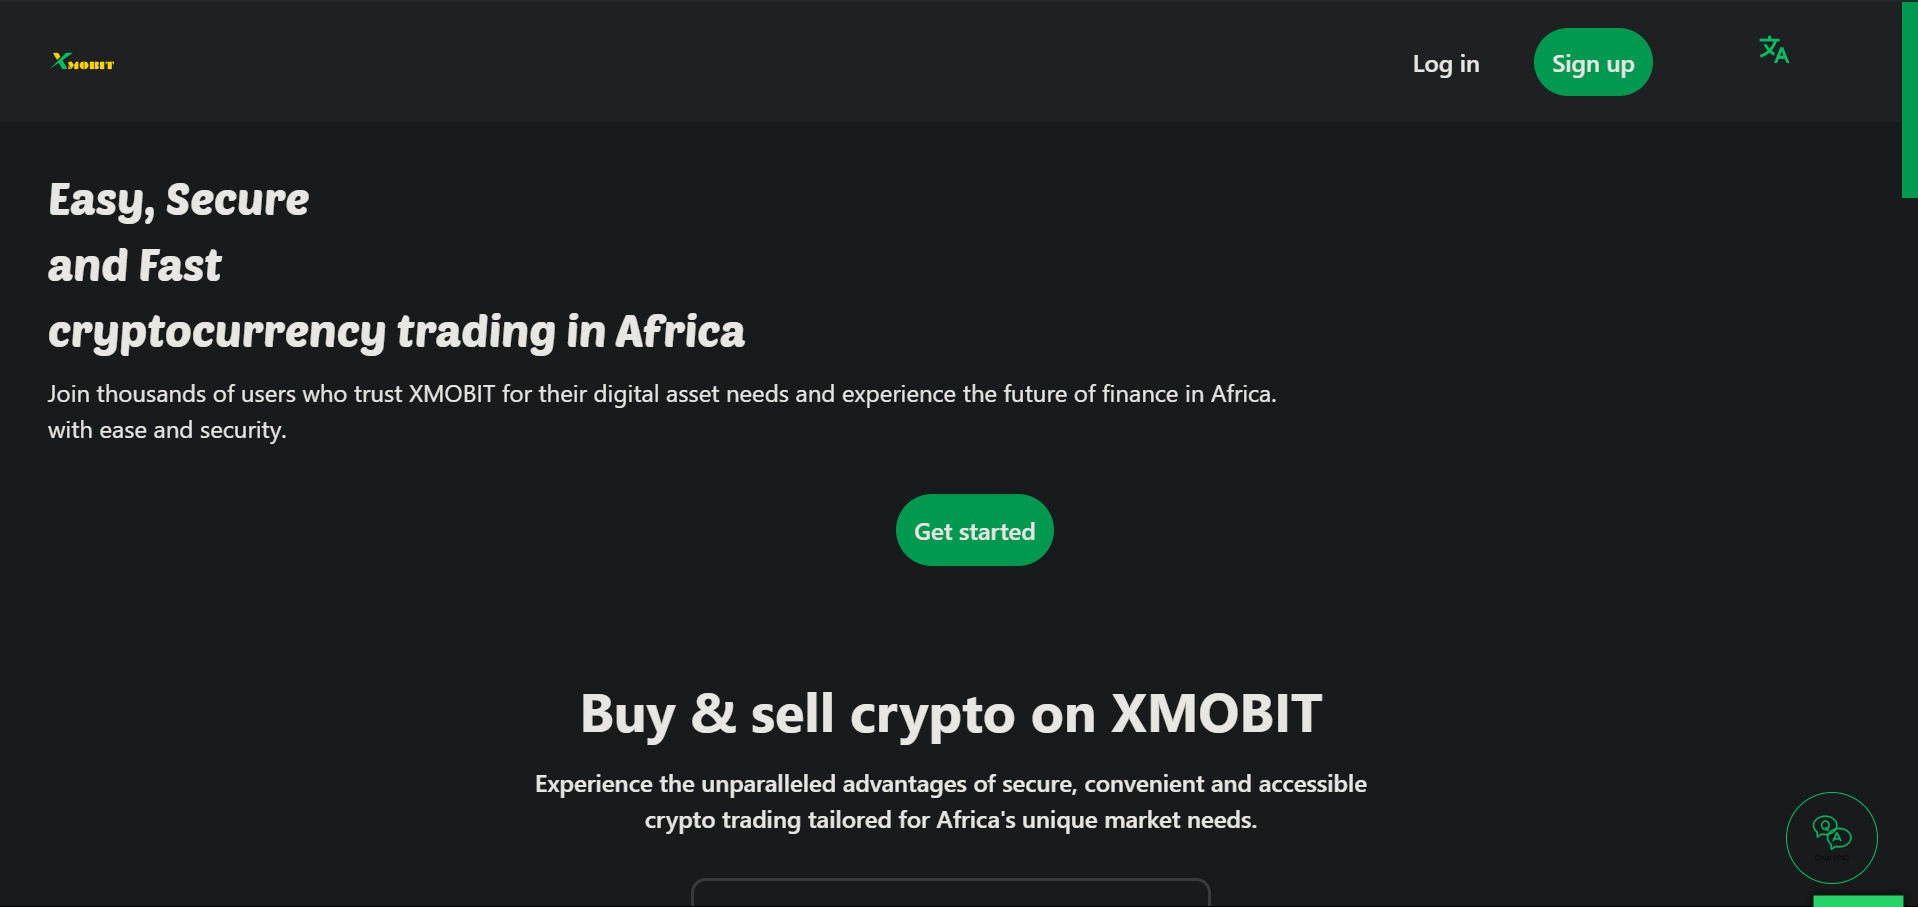 XMOBIT
Log in
Sign up
Easy, Secure
and Fast
cryptocurrency trading in Africa
Join thousands of users who trust XMOBIT for their digital asset needs and experience the future of finance in Africa.
with ease and security.
Get started
Buy & sell crypto on XMOBIT
Experience the unparalleled advantages of secure, convenient and accessible
crypto trading tailored for Africa's unique market needs.
Q
A